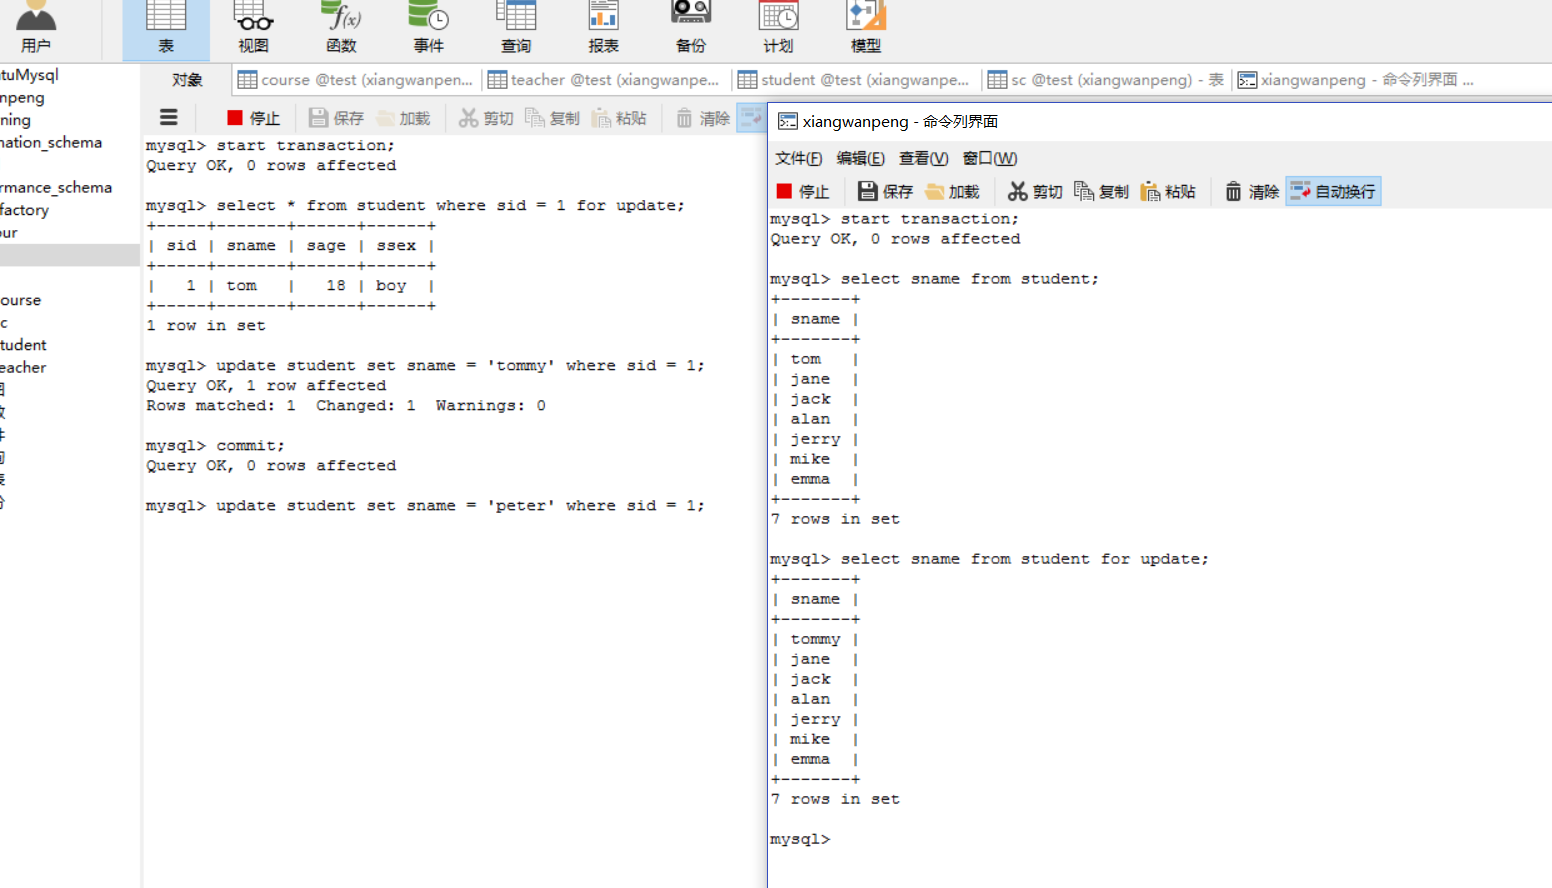 用户 表 视图 函数 事件 查询 报表 备份 计划 模型
对象 course @test (xiangwanpen... teacher @test (xiangwanpe... student @test (xiangwanpe... sc @test (xiangwanpeng) - 表 xiangwanpeng - 命令列界面 ...
停止 保存 加载 剪切 复制 粘贴 清除
tuMysql
npeng
ning
nation_schema
rmance_schema
factory
our
ourse
c
tudent
eacher
mysql> start transaction;
Query OK, 0 rows affected
mysql> select * from student where sid = 1 for update;
+-----+-------+------+------+
| sid | sname | sage | ssex |
+-----+-------+------+------+
|   1 | tom   |   18 | boy  |
+-----+-------+------+------+
1 row in set
mysql> update student set sname = 'tommy' where sid = 1;
Query OK, 1 row affected
Rows matched: 1  Changed: 1  Warnings: 0
mysql> commit;
Query OK, 0 rows affected
mysql> update student set sname = 'peter' where sid = 1;
xiangwanpeng - 命令列界面
文件(F) 编辑(E) 查看(V) 窗口(W)
停止 保存 加载 剪切 复制 粘贴 清除 自动换行
mysql> start transaction;
Query OK, 0 rows affected
mysql> select sname from student;
+-------+
| sname |
+-------+
| tom   |
| jane  |
| jack  |
| alan  |
| jerry |
| mike  |
| emma  |
+-------+
7 rows in set
mysql> select sname from student for update;
+-------+
| sname |
+-------+
| tommy |
| jane  |
| jack  |
| alan  |
| jerry |
| mike  |
| emma  |
+-------+
7 rows in set
mysql>